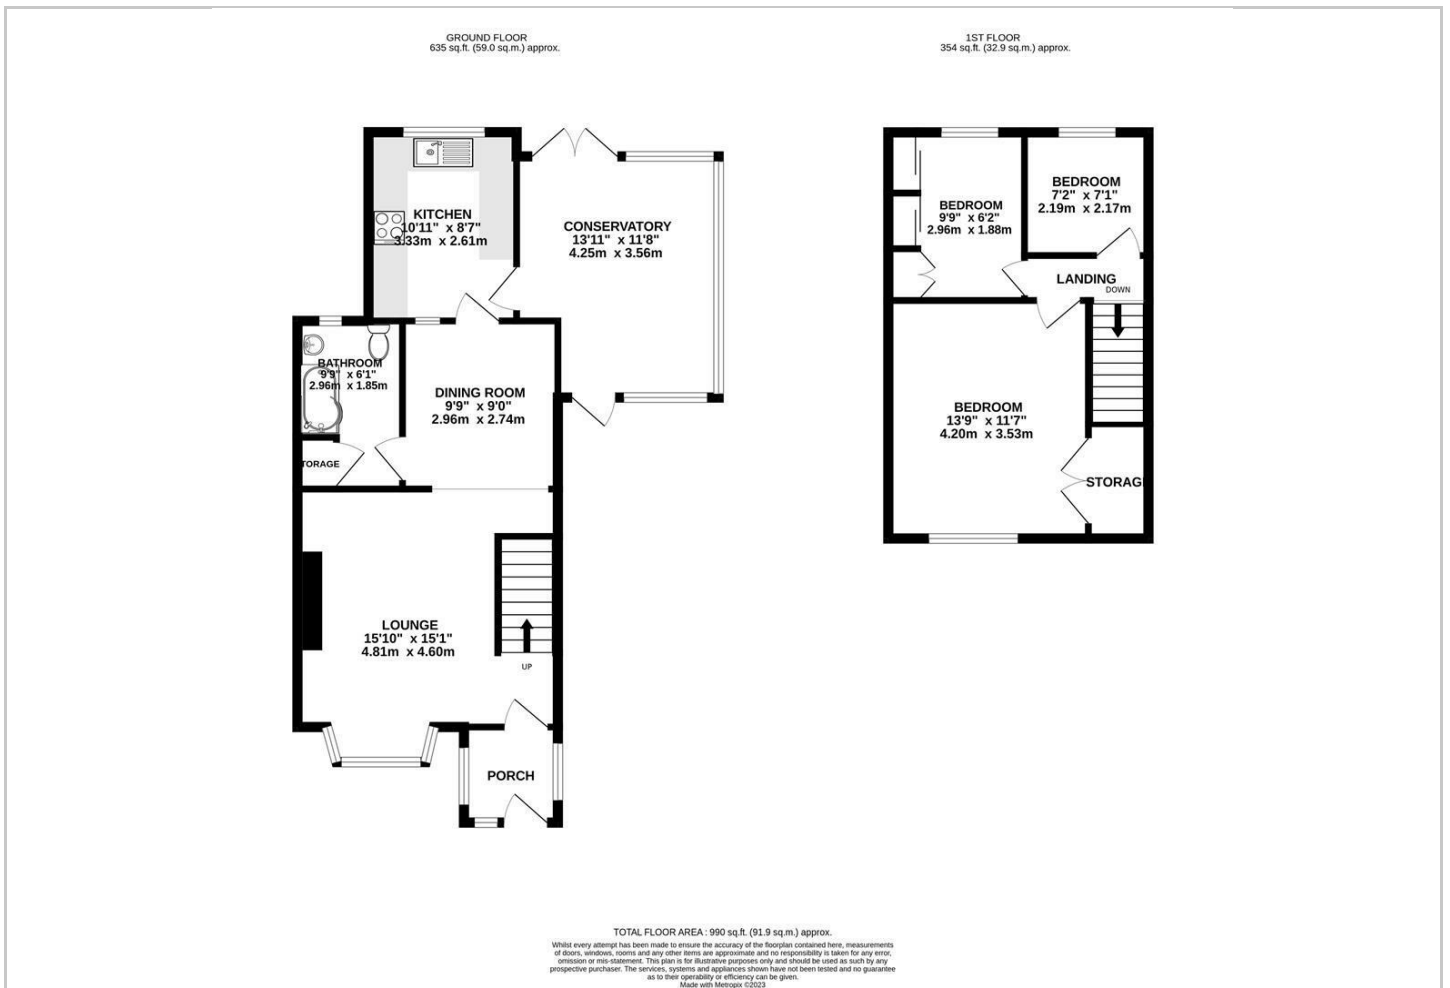 GROUND FLOOR
635 sq.ft. (59.0 sq.m.) approx.
1ST FLOOR
354 sq.ft. (32.9 sq.m.) approx.
KITCHEN
10'11" x 8'7"
3.33m x 2.61m
CONSERVATORY
13'11" x 11'8"
4.25m x 3.56m
BATHROOM
9'9" x 6'1"
2.96m x 1.85m
DINING ROOM
9'9" x 9'0"
2.96m x 2.74m
TORAGE
LOUNGE
15'10" x 15'1"
4.81m x 4.60m
UP
PORCH
BEDROOM
9'9" x 6'2"
2.96m x 1.88m
BEDROOM
7'2" x 7'1"
2.19m x 2.17m
LANDING
DOWN
BEDROOM
13'9" x 11'7"
4.20m x 3.53m
STORAG
TOTAL FLOOR AREA : 990 sq.ft. (91.9 sq.m.) approx.
Whilst every attempt has been made to ensure the accuracy of the floorplan contained here, measurements
of doors, windows, rooms and any other items are approximate and no responsibility is taken for any error,
omission or mis-statement. This plan is for illustrative purposes only and should be used as such by any
prospective purchaser. The services, systems and appliances shown have not been tested and no guarantee
as to their operability or efficiency can be given.
Made with Metropix ©2023